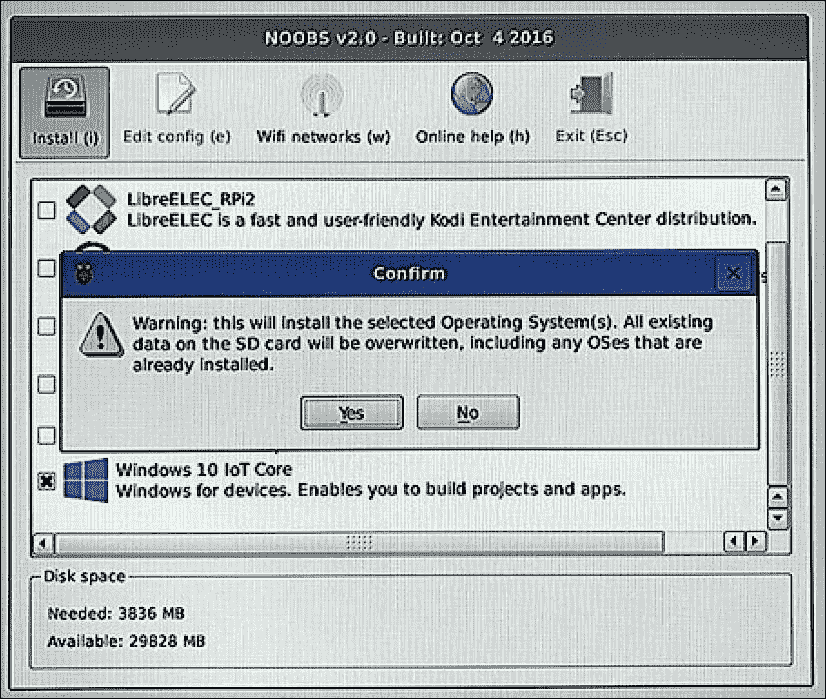 NOOBS v2.0 - Built: Oct 4 2016
Install (i)
Edit config (e)
Wifi networks (w)
Online help (h)
Exit (Esc)
LibreELEC_RPi2
LibreELEC is a fast and user-friendly Kodi Entertainment Center distribution.
Confirm
Warning: this will install the selected Operating System(s). All existing
data on the SD card will be overwritten, including any OSes that are
already installed.
Yes
No
Windows 10 IoT Core
Windows for devices. Enables you to build projects and apps.
Disk space
Needed: 3836 MB
Available: 29828 MB